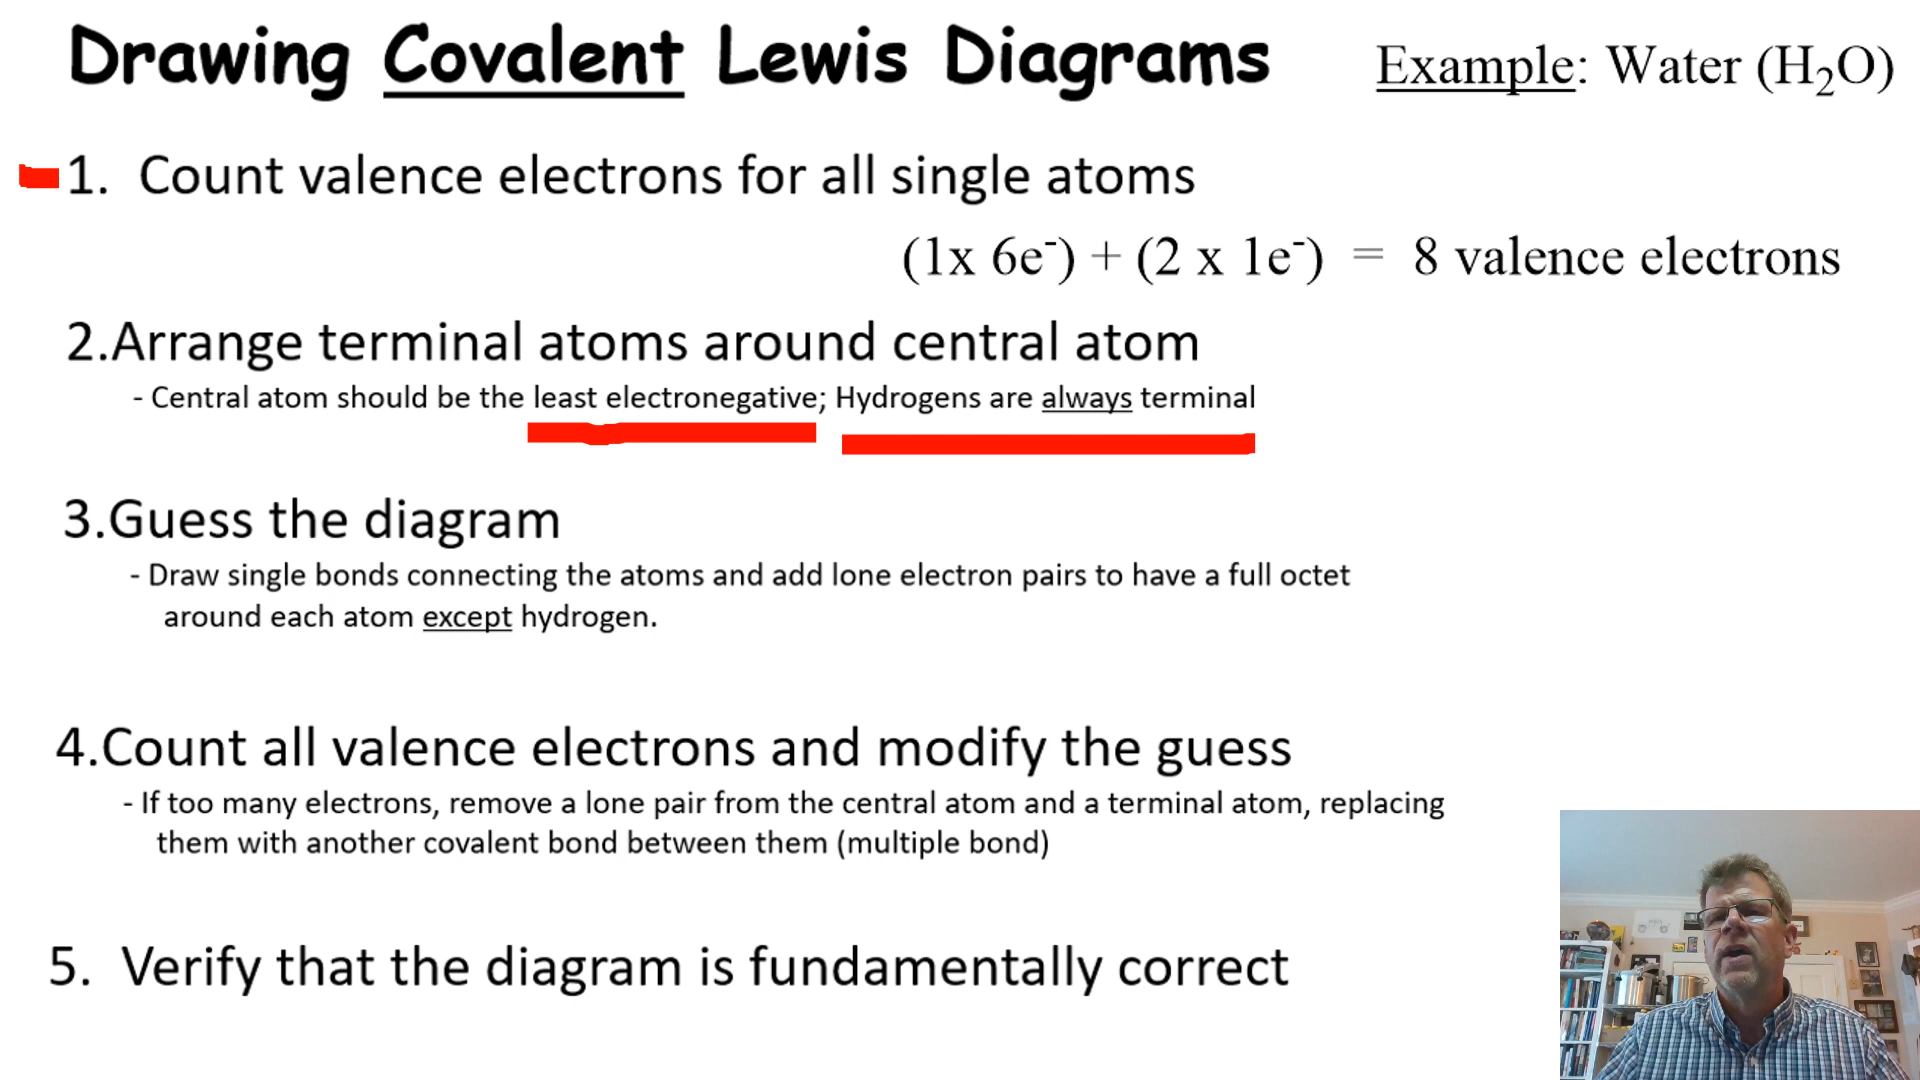 Drawing Covalent Lewis Diagrams
Example: Water (H₂O)
1. Count valence electrons for all single atoms
(1x 6e⁻) + (2 x 1e⁻) = 8 valence electrons
2.Arrange terminal atoms around central atom
- Central atom should be the least electronegative; Hydrogens are always terminal
3.Guess the diagram
- Draw single bonds connecting the atoms and add lone electron pairs to have a full octet
around each atom except hydrogen.
4.Count all valence electrons and modify the guess
- If too many electrons, remove a lone pair from the central atom and a terminal atom, replacing
them with another covalent bond between them (multiple bond)
5. Verify that the diagram is fundamentally correct